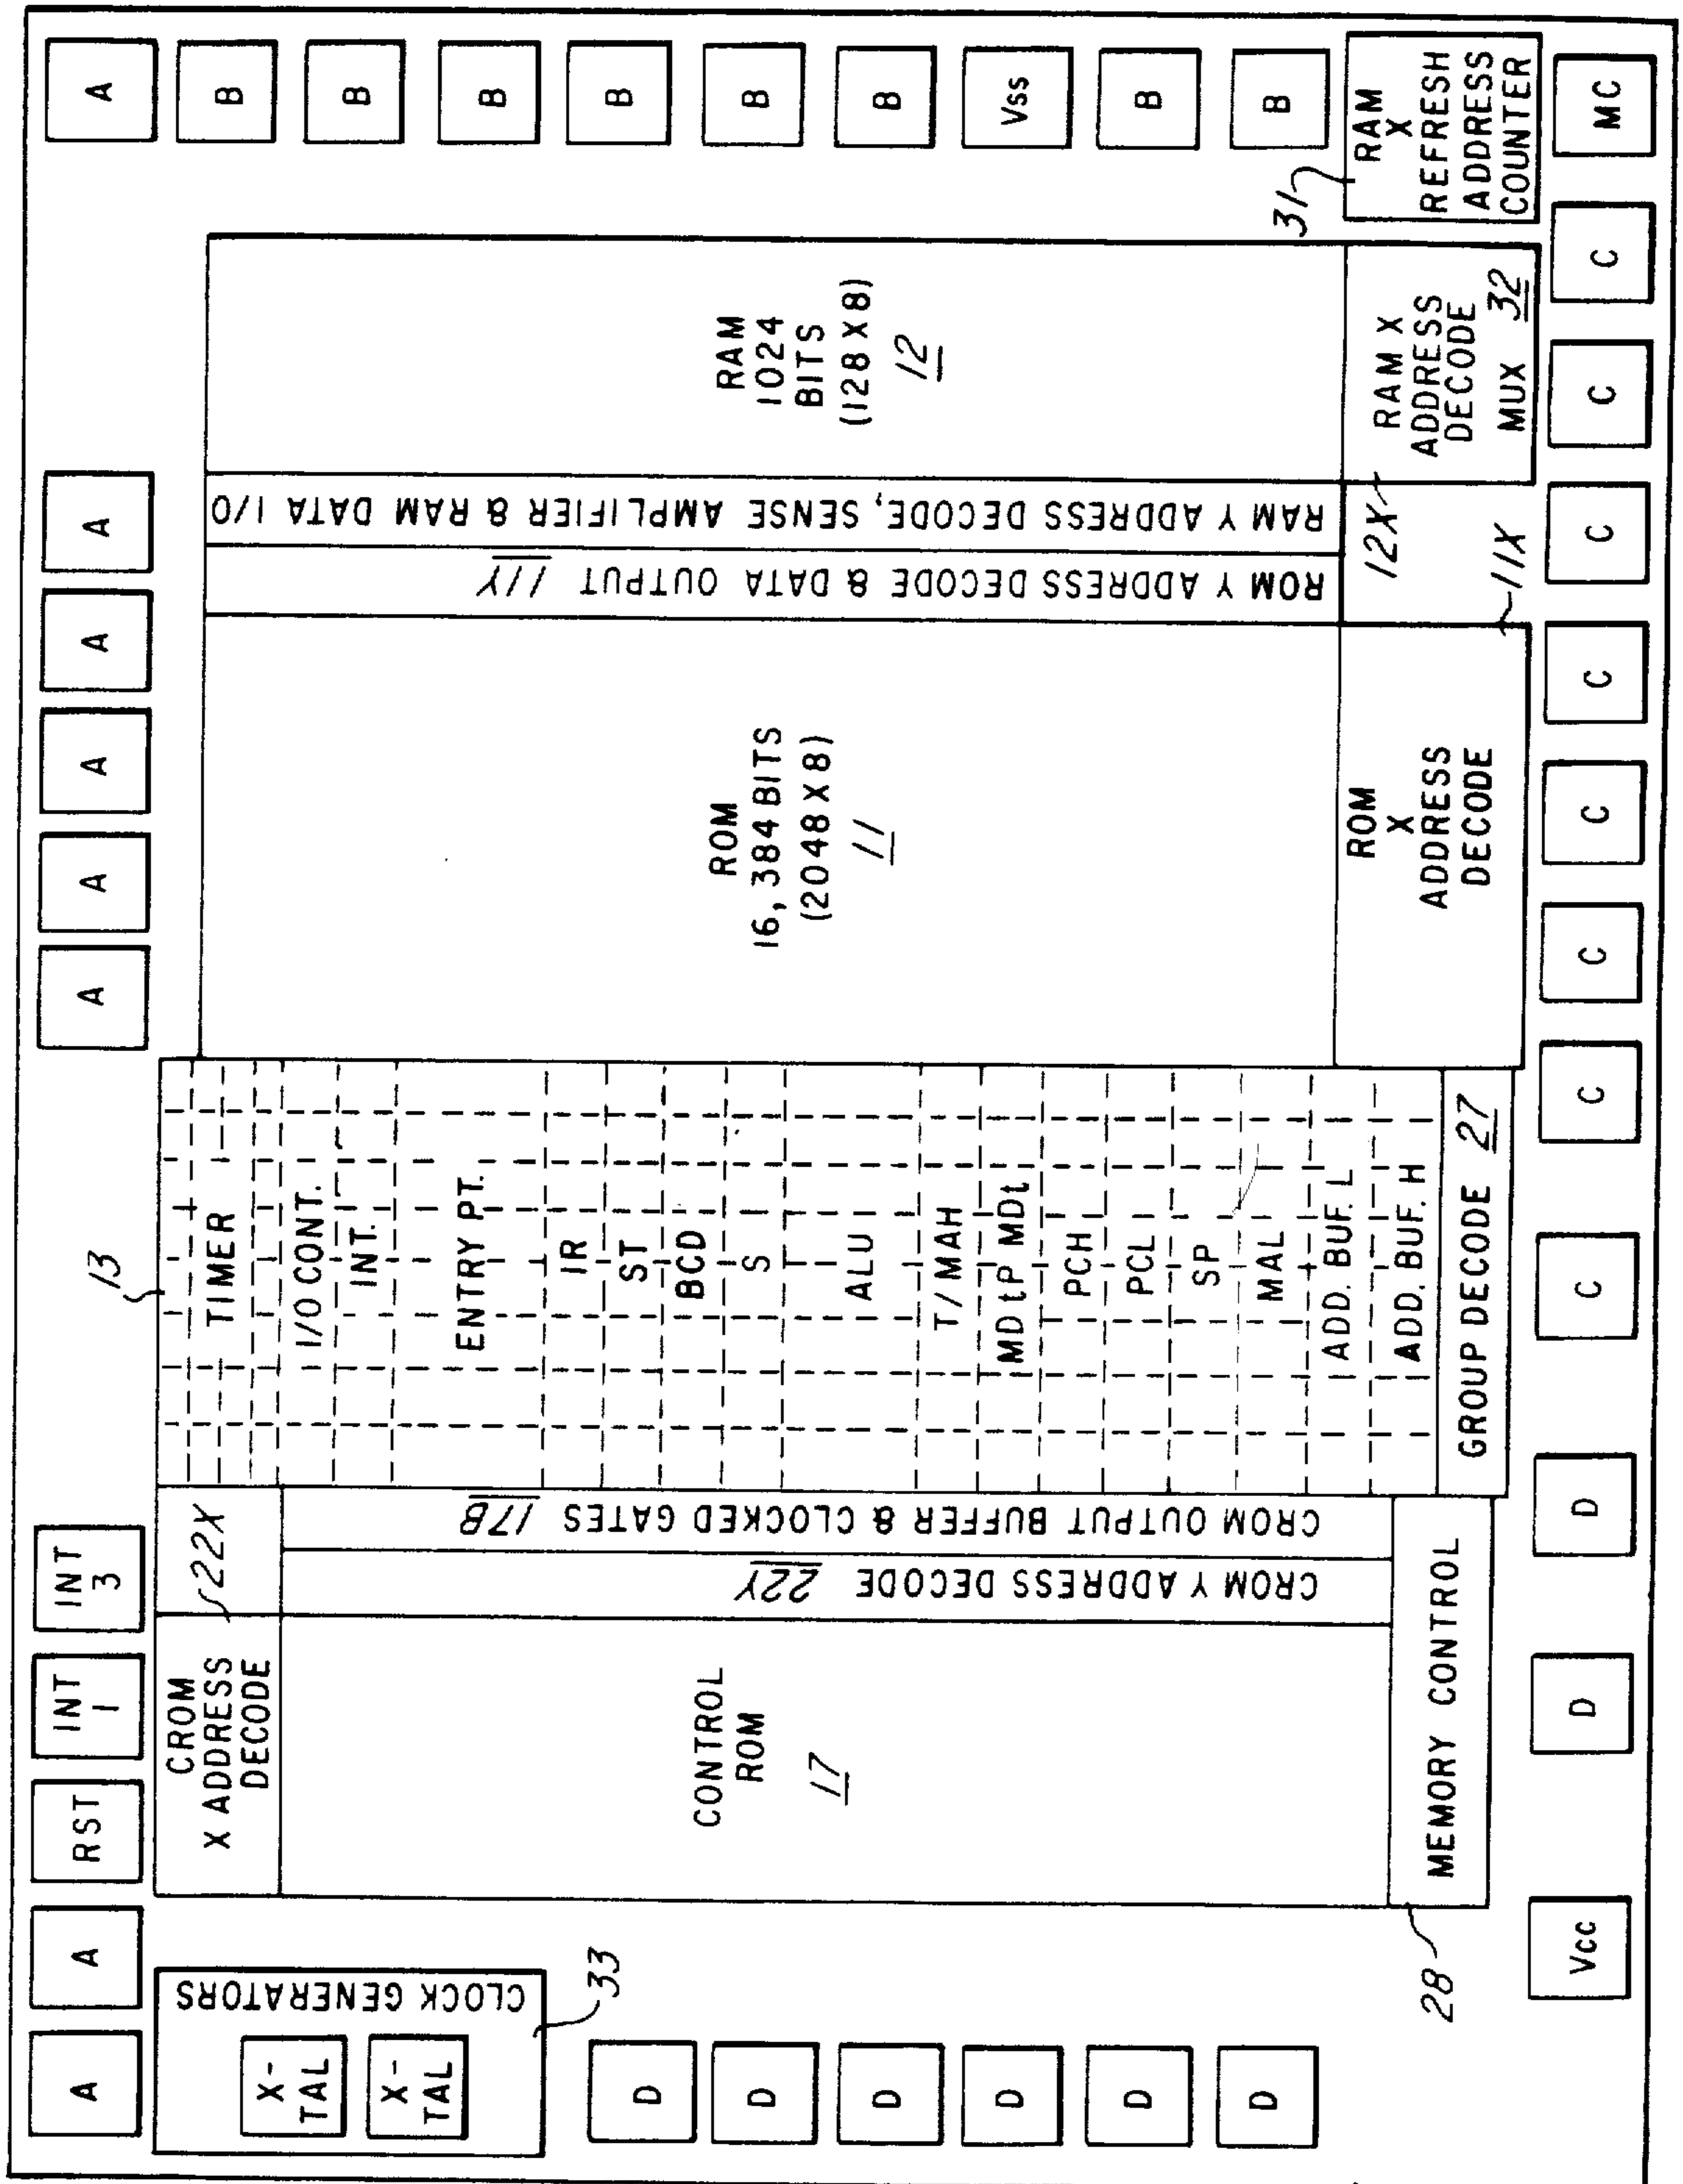 A
A
RST
INT
1
INT
3
A
A
A
A
A
A
CLOCK GENERATORS
X-
TAL
X-
TAL
33
D
D
D
D
D
D
CROM
X ADDRESS
DECODE
22X
CONTROL
ROM
17
CROM Y ADDRESS DECODE 22Y
CROM OUTPUT BUFFER & CLOCKED GATES 17B
MEMORY CONTROL
28
13
TIMER
I/O CONT.
INT.
ENTRY PT.
IR
ST
BCD
S
ALU
T/MAH
MDtP MDt
PCH
PCL
SP
MAL
ADD. BUF. L
ADD. BUF. H
GROUP DECODE 27
ROM
16,384 BITS
(2048 X 8)
11
ROM
X
ADDRESS
DECODE
11X
ROM Y ADDRESS DECODE & DATA OUTPUT 11Y
RAM Y ADDRESS DECODE, SENSE AMPLIFIER & RAM DATA I/O
RAM
1024
BITS
(128 X 8)
12
12X
RAM X
ADDRESS
DECODE
MUX 32
31
RAM
X
REFRESH
ADDRESS
COUNTER
B
B
B
B
B
B
Vss
B
B
Vcc
D
D
C
C
C
C
C
C
C
C
MC